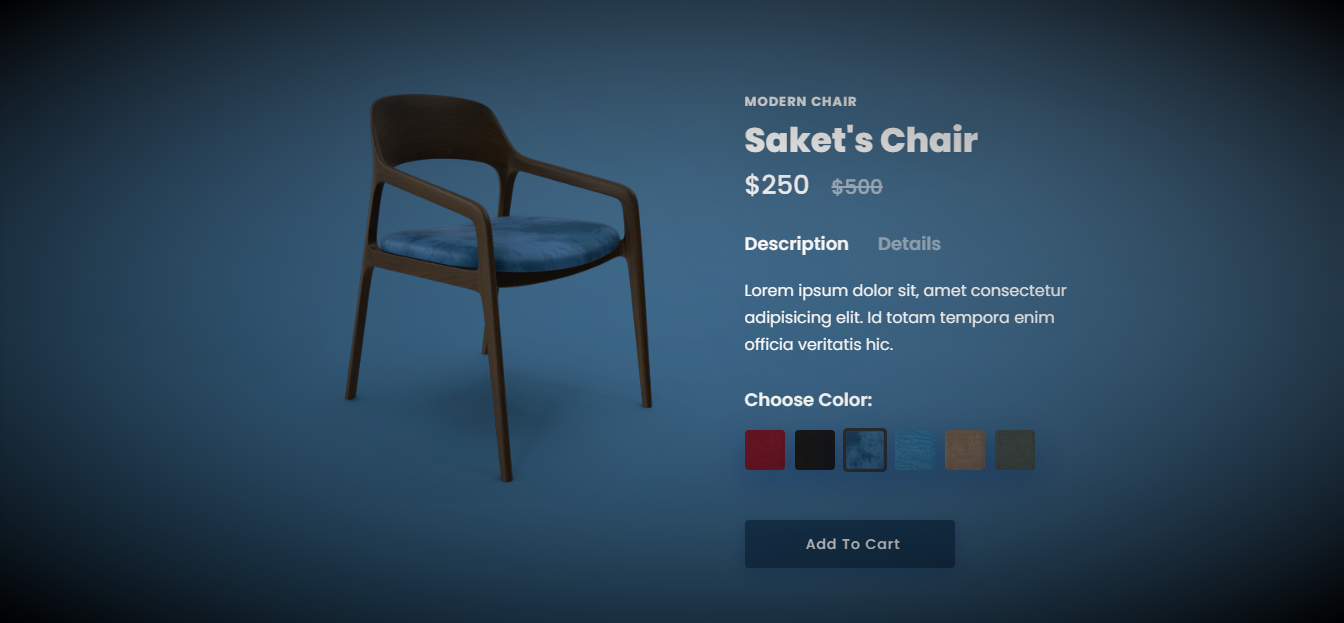 MODERN CHAIR
Saket's Chair
$250 $500
Description Details
Lorem ipsum dolor sit, amet consectetur
adipisicing elit. Id totam tempora enim
officia veritatis hic.
Choose Color:
Add To Cart